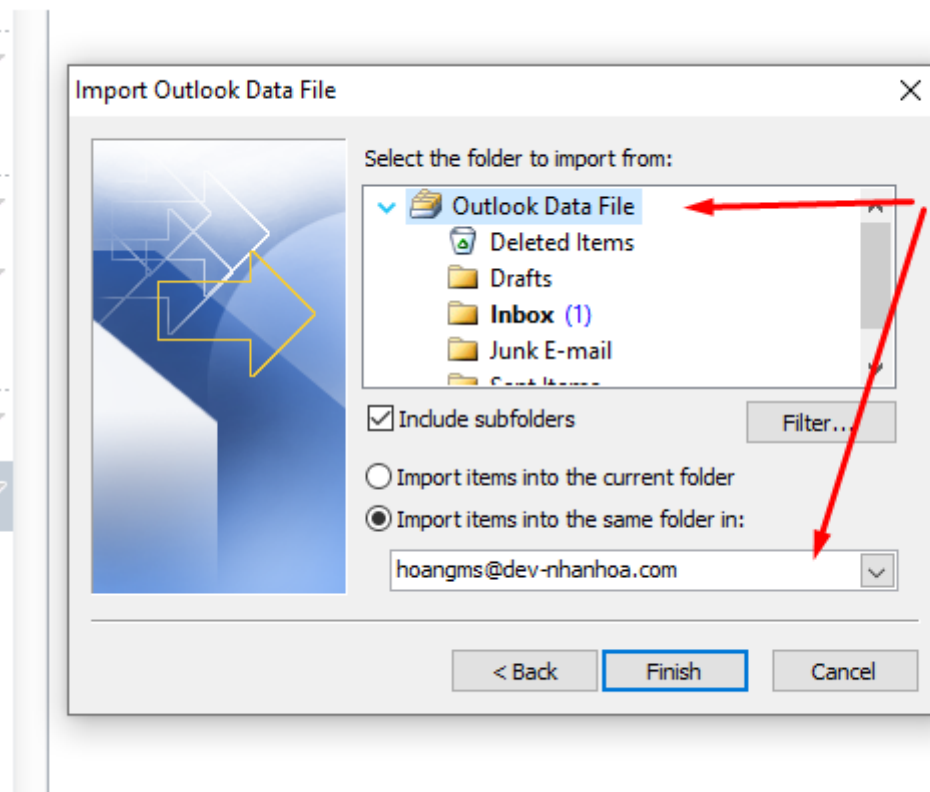 Import Outlook Data File
Select the folder to import from:
Outlook Data File
Deleted Items
Drafts
Inbox (1)
Junk E-mail
Sent Items
Include subfolders
Filter...
Import items into the current folder
Import items into the same folder in:
hoangms@dev-nhanhoa.com
< Back
Finish
Cancel